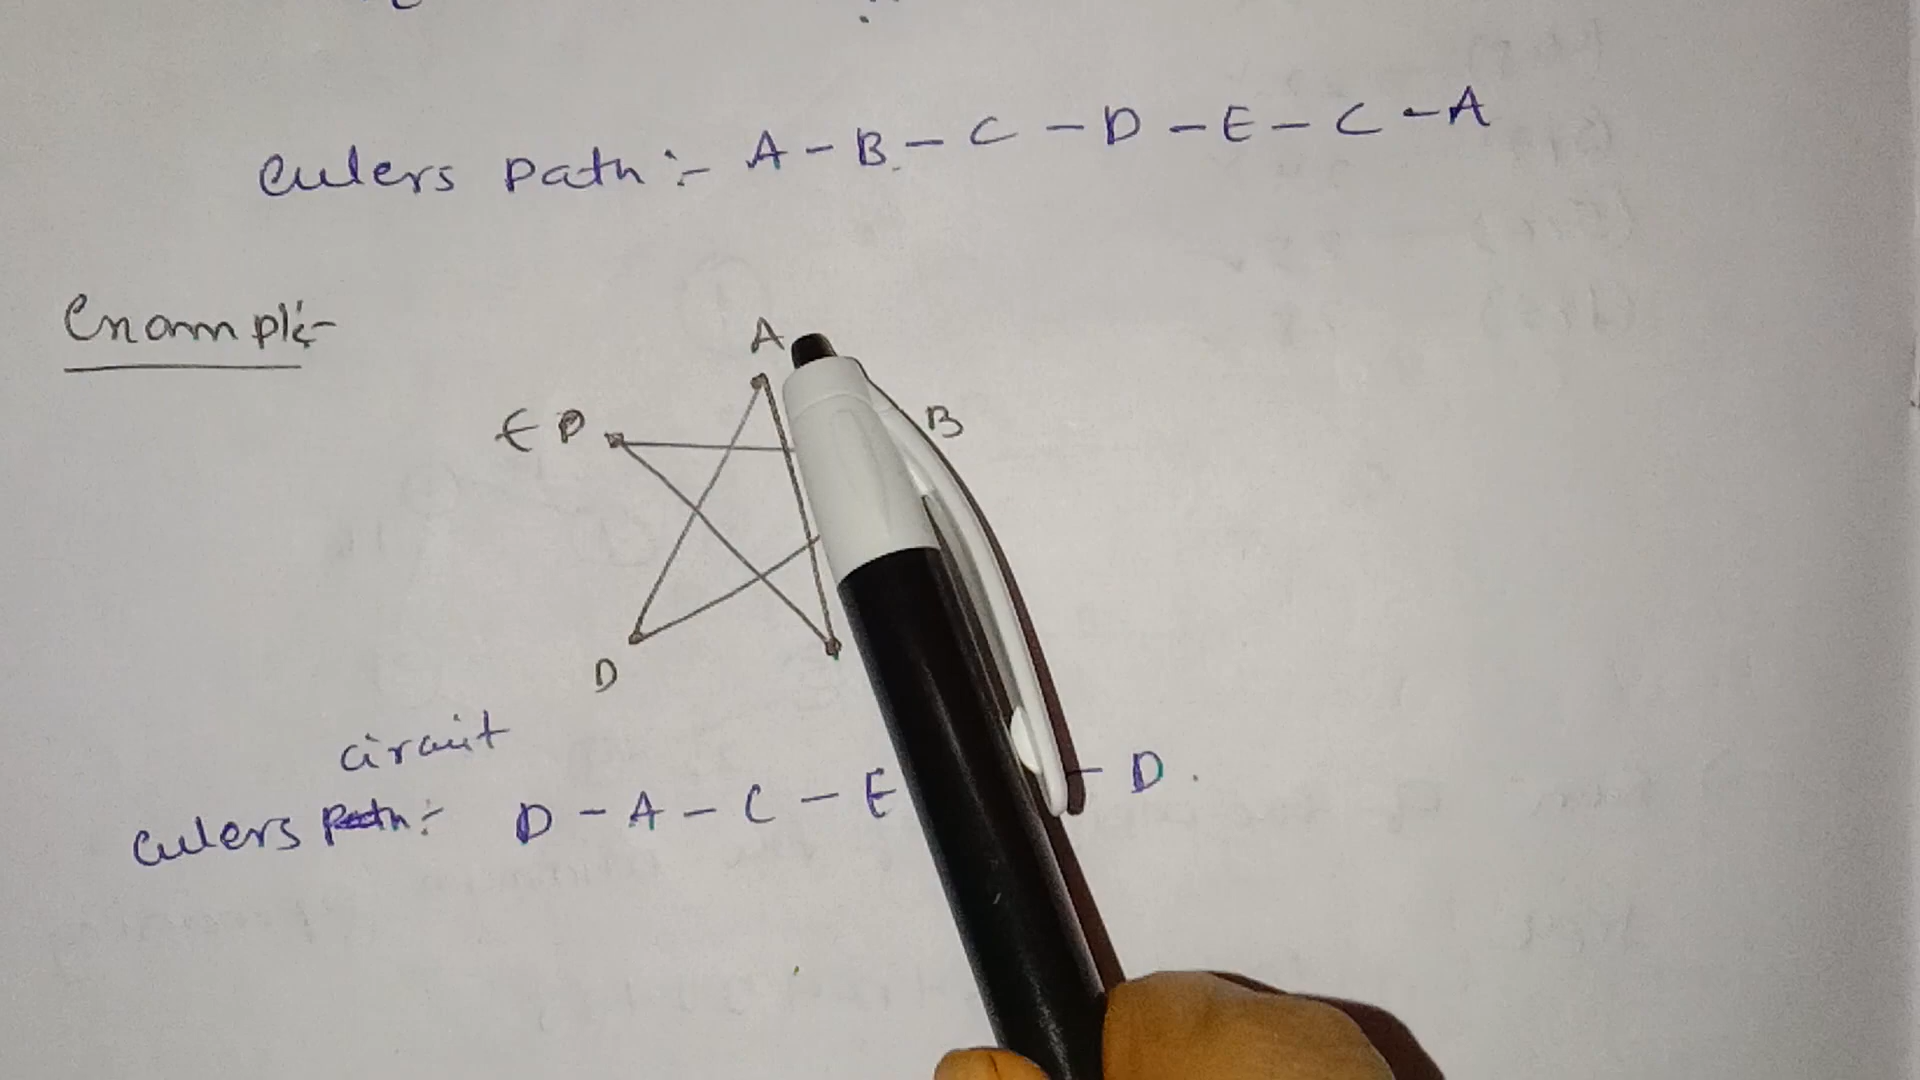 Eulers Path :- A - B - C - D - E - C - A
Example:-
A
E
B
D
circuit
Eulers Path :- D - A - C - E - D.